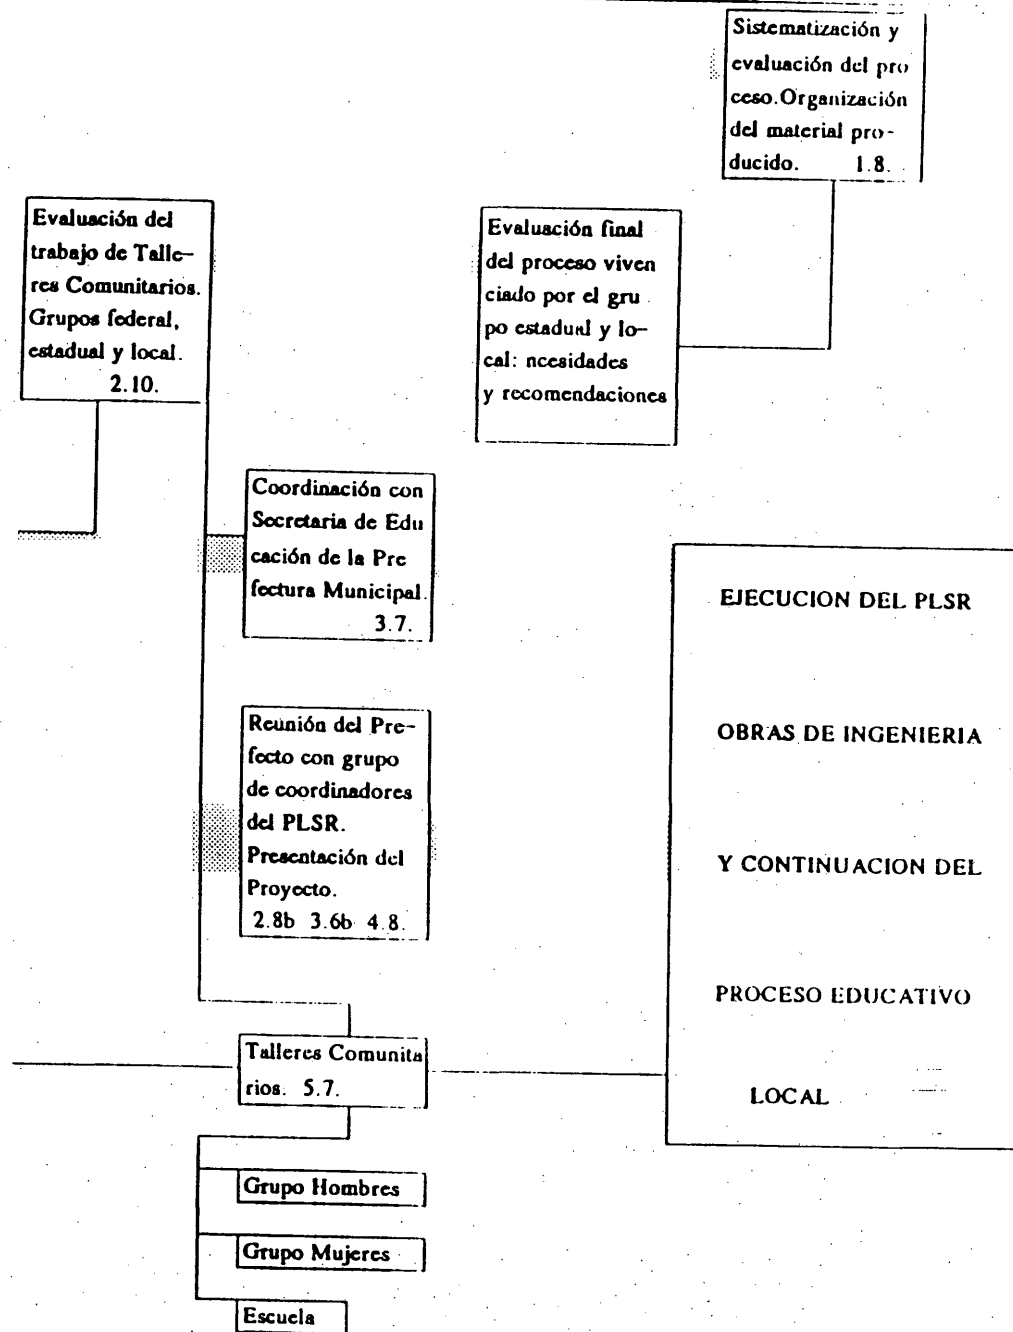 Sistematización y
evaluación del pro
ceso.Organización
del material pro-
ducido. 1.8.
Evaluación del
trabajo de Talle-
res Comunitarios.
Grupos federal,
estadual y local.
2.10.
Evaluación final
del proceso viven
ciado por el gru
po estadual y lo-
cal: ncesidades
y recomendaciones
Coordinación con
Secretaria de Edu
cación de la Pre
fectura Municipal.
3.7.
Reunión del Pre-
fecto con grupo
de coordinadores
del PLSR.
Presentación del
Proyecto.
2.8b 3.6b 4.8.
EJECUCION DEL PLSR
OBRAS DE INGENIERIA
Y CONTINUACION DEL
PROCESO EDUCATIVO
LOCAL
Talleres Comunita
rios. 5.7.
Grupo Hombres
Grupo Mujeres
Escuela